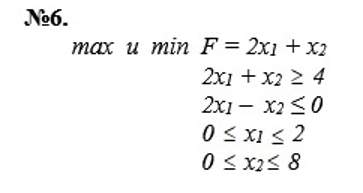 №6.
max и min F = 2x1 + x2
2x1 + x2 ≥ 4
2x1 – x2 ≤ 0
0 ≤ x1 ≤ 2
0 ≤ x2 ≤ 8